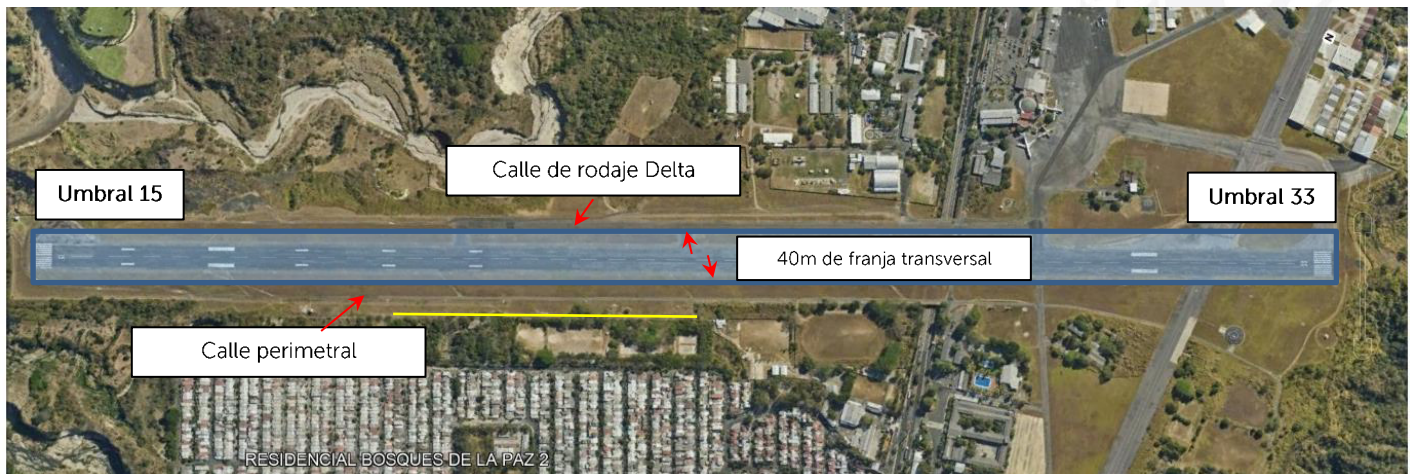 N
Calle de rodaje Delta
Umbral 15
Umbral 33
40m de franja transversal
Calle perimetral
RESIDENCIAL BOSQUES DE LA PAZ 2